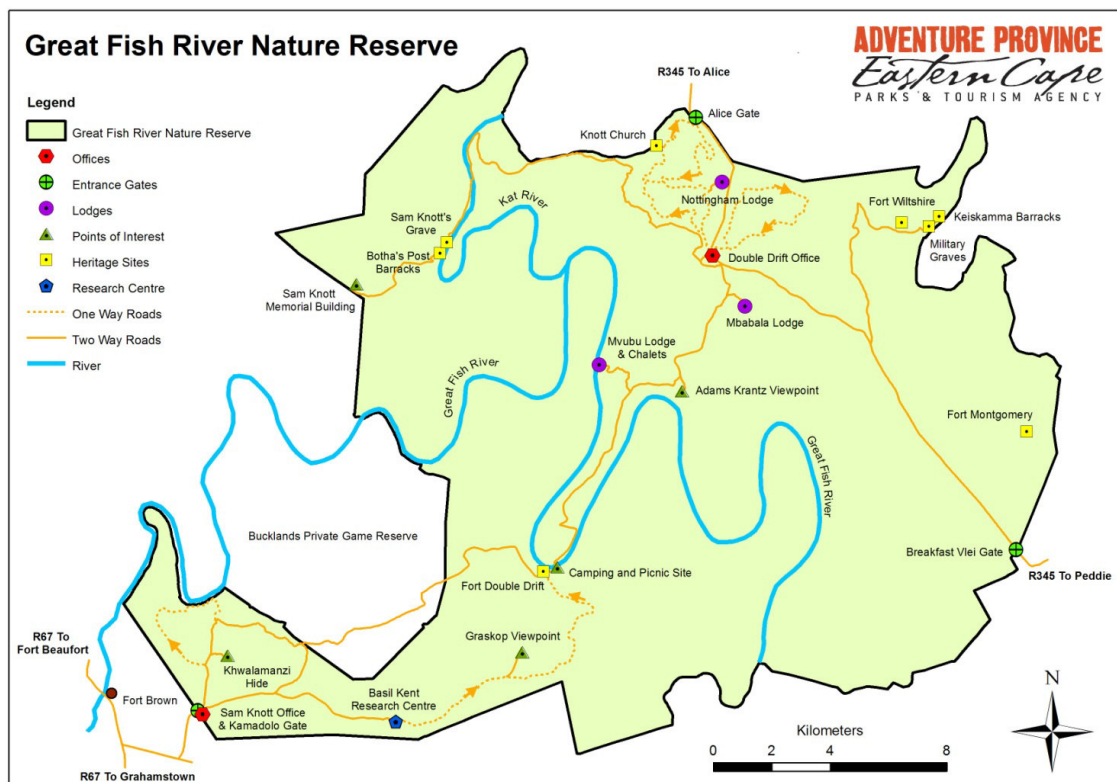 Great Fish River Nature Reserve
ADVENTURE PROVINCE
Eastern Cape
PARKS & TOURISM AGENCY
Legend
Great Fish River Nature Reserve
Offices
Entrance Gates
Lodges
Points of Interest
Heritage Sites
Research Centre
One Way Roads
Two Way Roads
River
R345 To Alice
Alice Gate
Knott Church
Nottingham Lodge
Kat River
Sam Knott's
Grave
Botha's Post
Barracks
Sam Knott
Memorial Building
Fort Wiltshire
Keiskamma Barracks
Military
Graves
Double Drift Office
Mbabala Lodge
Mvubu Lodge
& Chalets
Great Fish River
Adams Krantz Viewpoint
Fort Montgomery
Great Fish River
Bucklands Private Game Reserve
Breakfast Vlei Gate
R345 To Peddie
Camping and Picnic Site
Fort Double Drift
Graskop Viewpoint
R67 To
Fort Beaufort
Khwalamanzi
Hide
Basil Kent
Research Centre
Fort Brown
Sam Knott Office
& Kamadolo Gate
R67 To Grahamstown
N
Kilometers
0 2 4 8